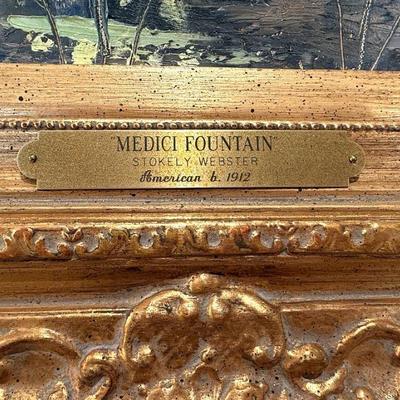 "MEDICI FOUNTAIN"
STOKELY WEBSTER
American b. 1912